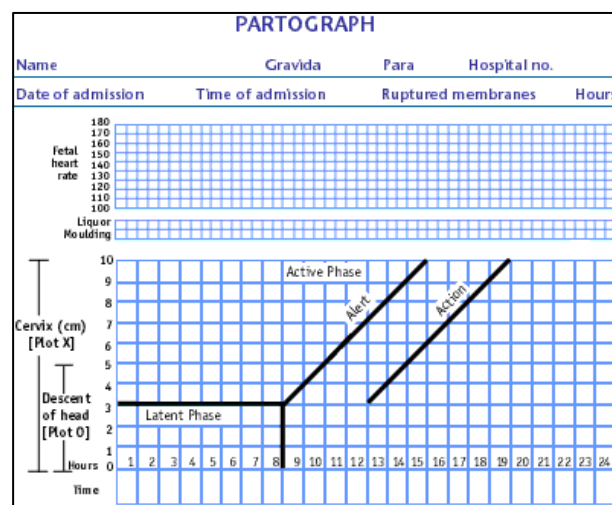 PARTOGRAPH
Name Gravida Para Hospital no.
Date of admission Time of admission Ruptured membranes Hours
Fetal heart rate
180
170
160
150
140
130
120
110
100
Liquor
Moulding
10
9
8
7
6
5
4
3
2
1
0
Cervix (cm)
[Plot X]
Descent
of head
[Plot O]
Active Phase
Alert
Action
Latent Phase
Hours 1 2 3 4 5 6 7 8 9 10 11 12 13 14 15 16 17 18 19 20 21 22 23 24
Time